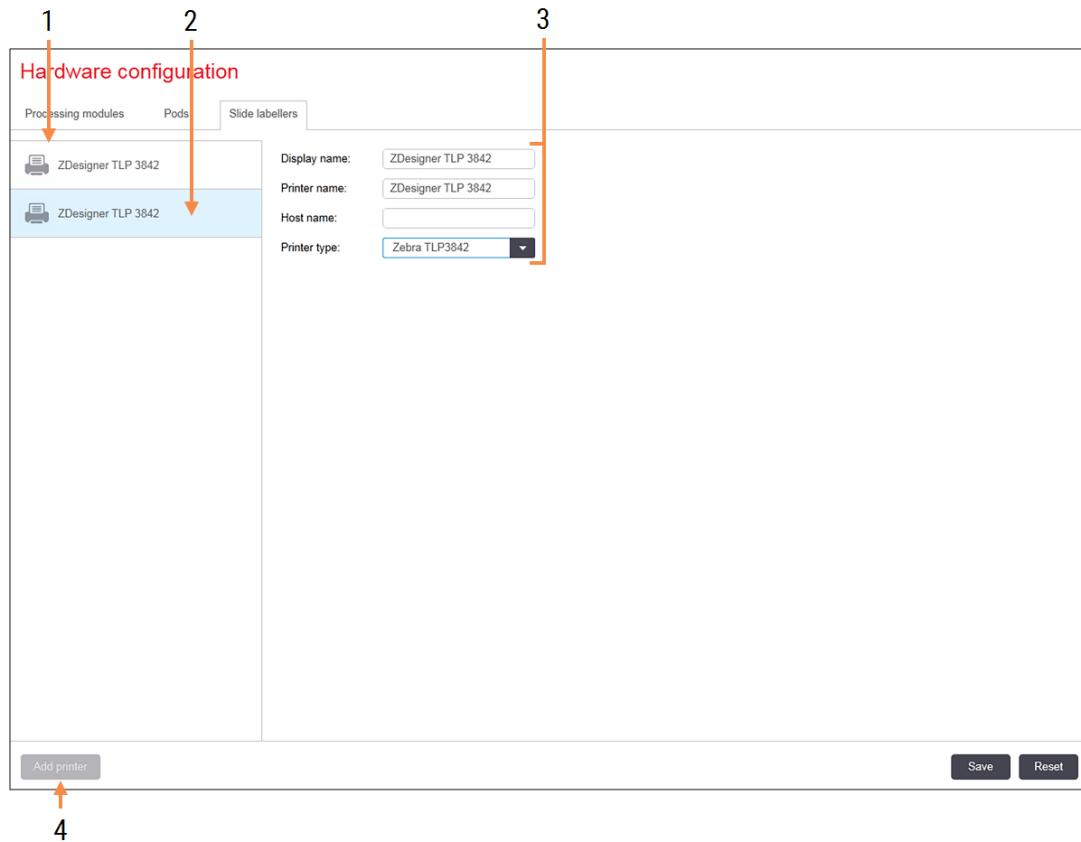 1 2 3
Hardware configuration
Processing modules Pods Slide labellers
ZDesigner TLP 3842
ZDesigner TLP 3842
Display name: ZDesigner TLP 3842
Printer name: ZDesigner TLP 3842
Host name:
Printer type: Zebra TLP3842
Add printer Save Reset
4